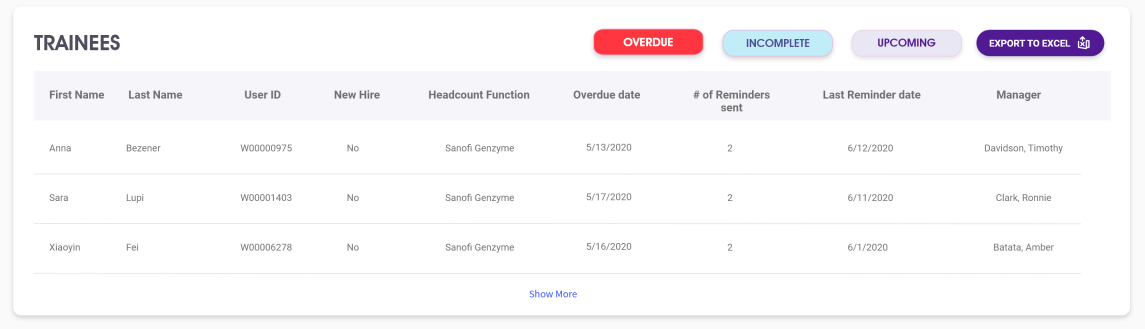 TRAINEES OVERDUE INCOMPLETE UPCOMING EXPORT TO EXCEL
First Name Last Name User ID New Hire Headcount Function Overdue date # of Reminders sent Last Reminder date Manager
Anna Bezener W00000975 No Sanofi Genzyme 5/13/2020 2 6/12/2020 Davidson, Timothy
Sara Lupi W00001403 No Sanofi Genzyme 5/17/2020 2 6/11/2020 Clark, Ronnie
Xiaoyin Fei W00006278 No Sanofi Genzyme 5/16/2020 2 6/1/2020 Batata, Amber
Show More